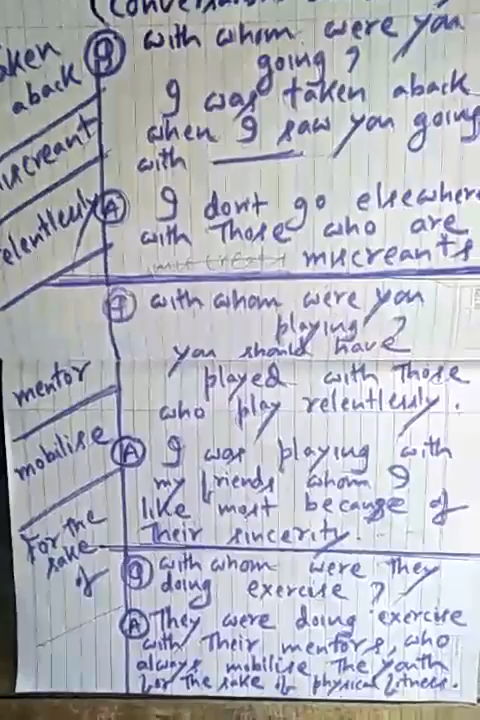 (Conversa
taken
aback
miscreant
relentlessly
Q with whom were you
going ?
I was taken aback
when I saw you going
with ______
A I don't go elsewhere
with those who are
miscreants
Q with whom were you
playing ?
you should have
played with those
who play relentlessly.
mentor
mobilise
For the
sake
of
A I was playing with
my friends whom I
like most because of
their sincerity.
Q with whom were they
doing exercise ?
A They were doing exercise
with their mentors, who
always mobilise the youth
for the sake of physical fitness.